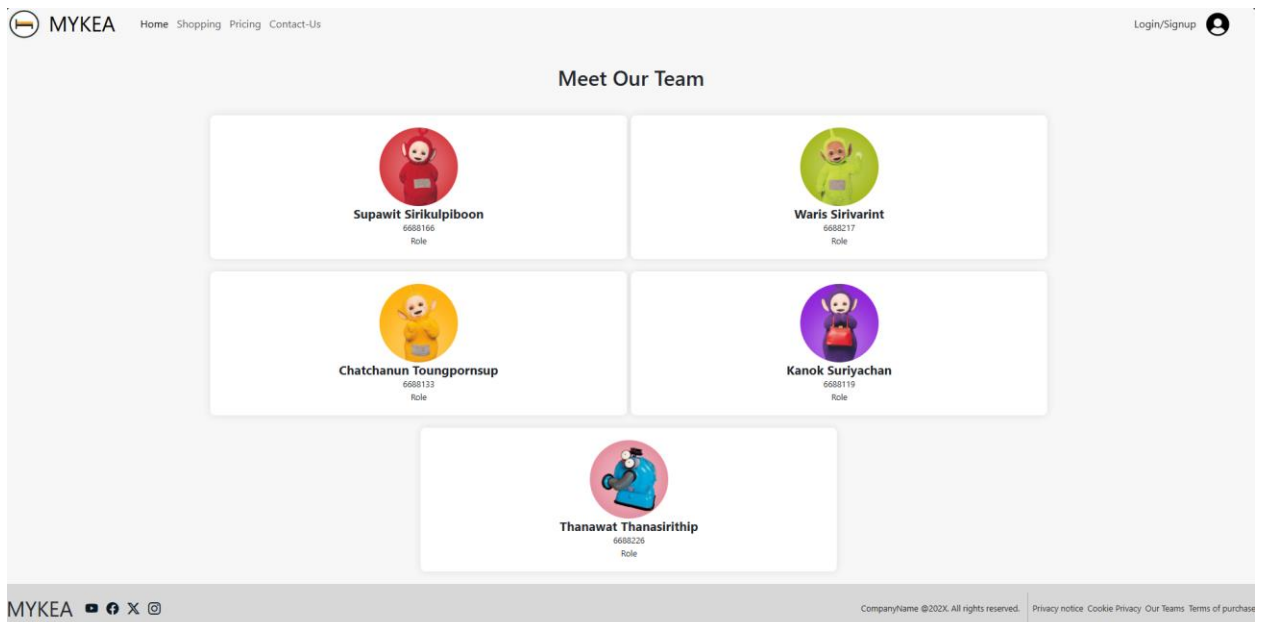 MYKEA Home Shopping Pricing Contact-Us Login/Signup
Meet Our Team
Supawit Sirikulpiboon
6688166
Role
Waris Sirivarint
6688217
Role
Chatchanun Toungpornsup
6688133
Role
Kanok Suriyachan
6688119
Role
Thanawat Thanasirithip
6688226
Role
MYKEA CompanyName @202X. All rights reserved. Privacy notice Cookie Privacy Our Teams Terms of purchase